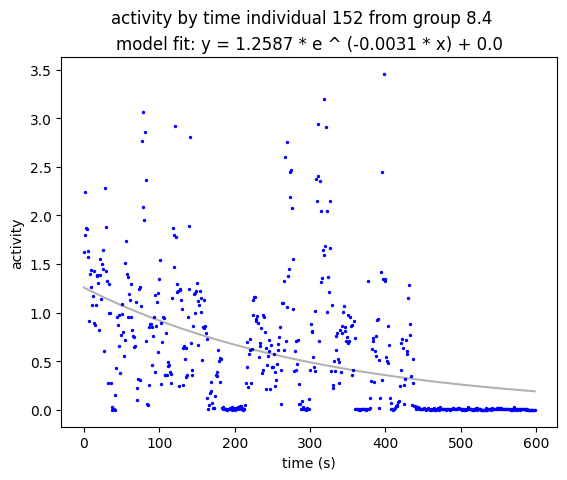 activity by time individual 152 from group 8.4
model fit: y = 1.2587 * e ^ (-0.0031 * x) + 0.0
3.5
3.0
2.5
2.0
1.5
1.0
0.5
0.0
activity
0 100 200 300 400 500 600
time (s)